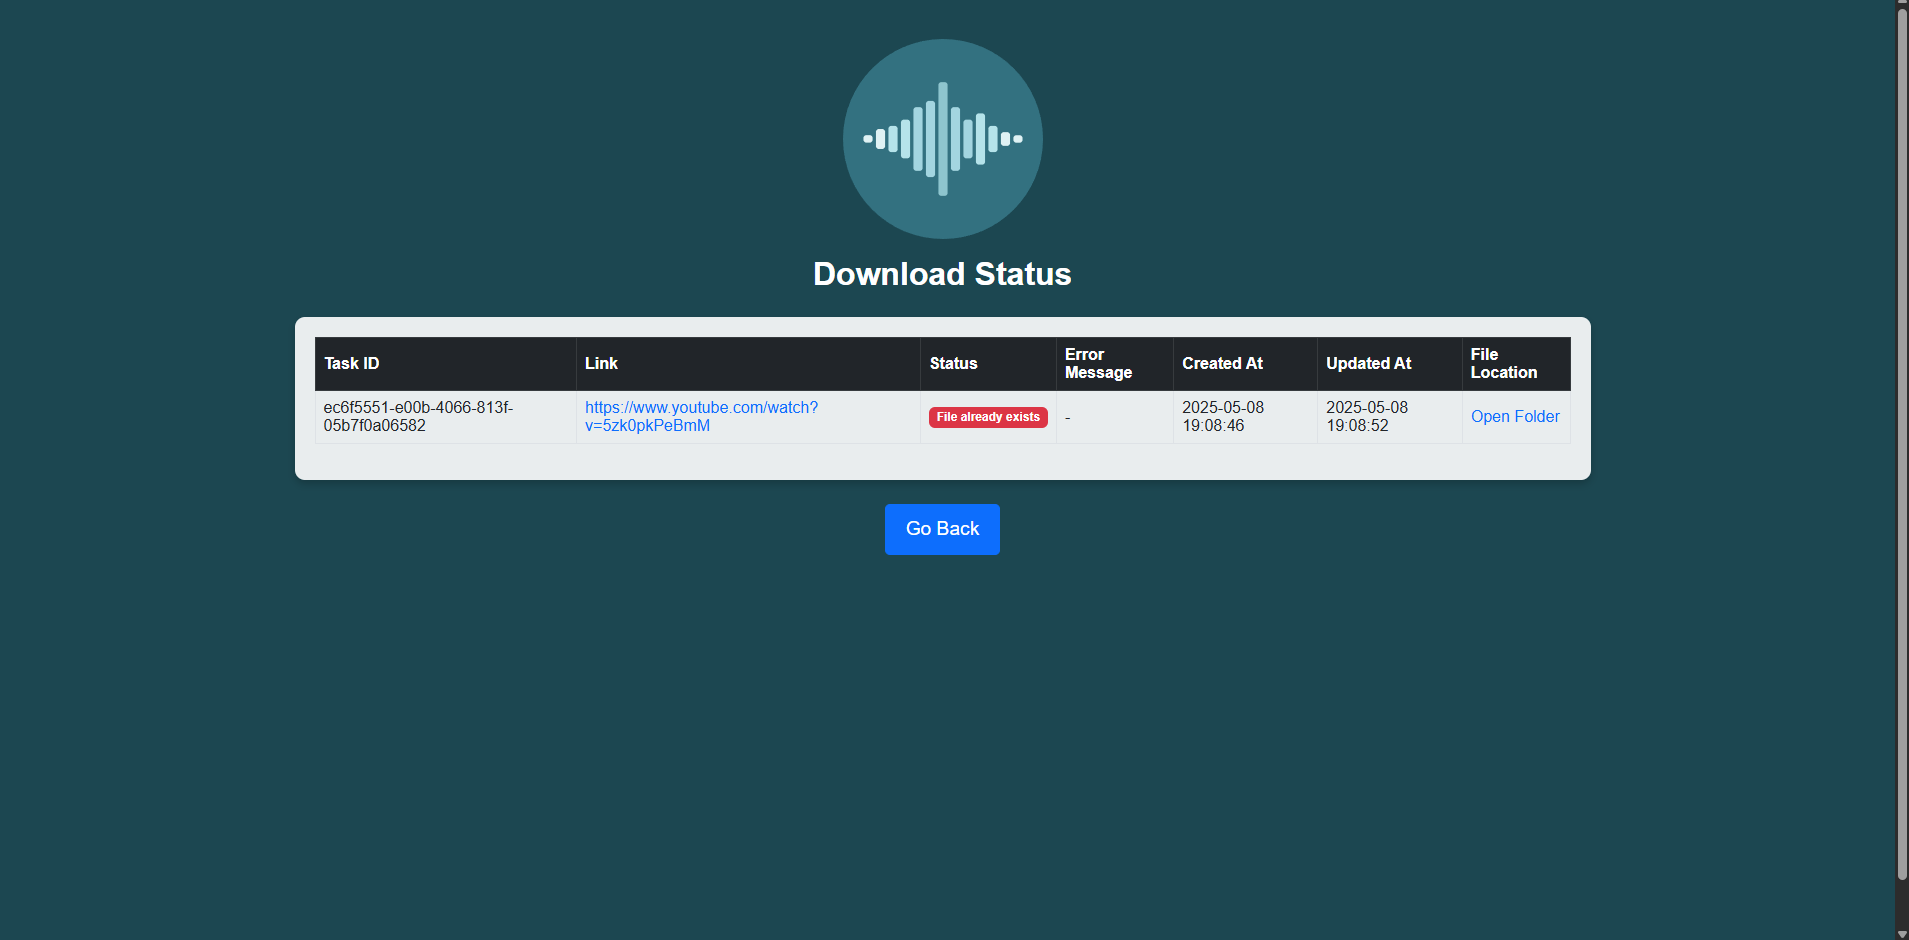 Download Status
Task ID
Link
Status
Error
Message
Created At
Updated At
File
Location
ec6f5551-e00b-4066-813f-
05b7f0a06582
https://www.youtube.com/watch?
v=5zk0pkPeBmM
File already exists
-
2025-05-08
19:08:46
2025-05-08
19:08:52
Open Folder
Go Back